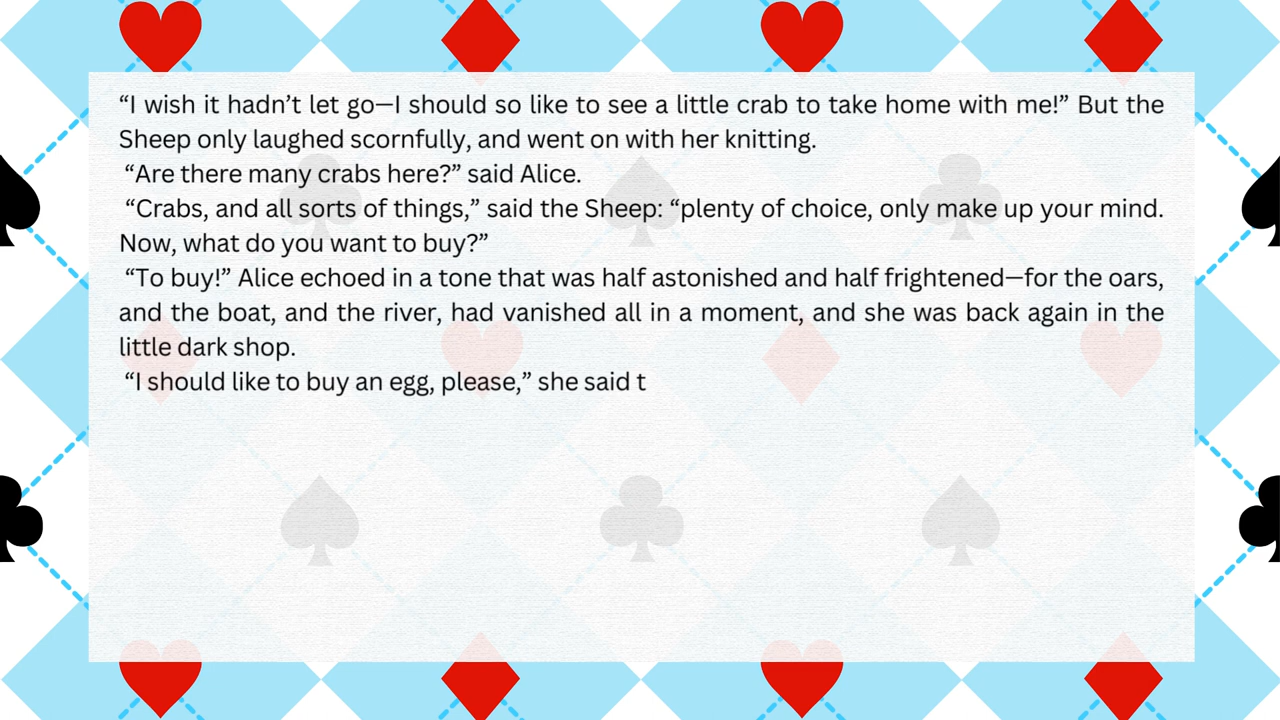 “I wish it hadn’t let go—I should so like to see a little crab to take home with me!” But the
Sheep only laughed scornfully, and went on with her knitting.
“Are there many crabs here?” said Alice.
“Crabs, and all sorts of things,” said the Sheep: “plenty of choice, only make up your mind.
Now, what do you want to buy?”
“To buy!” Alice echoed in a tone that was half astonished and half frightened—for the oars,
and the boat, and the river, had vanished all in a moment, and she was back again in the
little dark shop.
“I should like to buy an egg, please,” she said t